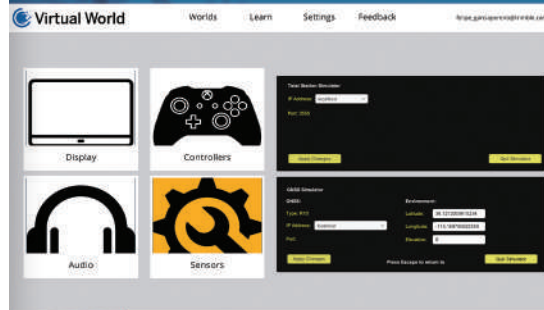 Virtual World
Worlds Learn Settings Feedback
Display
Controllers
Audio
Sensors
Total Station Simulator
IP Address: localhost
Port:
Apply Changes Quit Simulator
GNSS Simulator
GNSS: Environment:
Type: Latitude:
IP Address: localhost Longitude:
Port: Elevation: 0
Apply Changes Press Escape to return to Quit Simulator